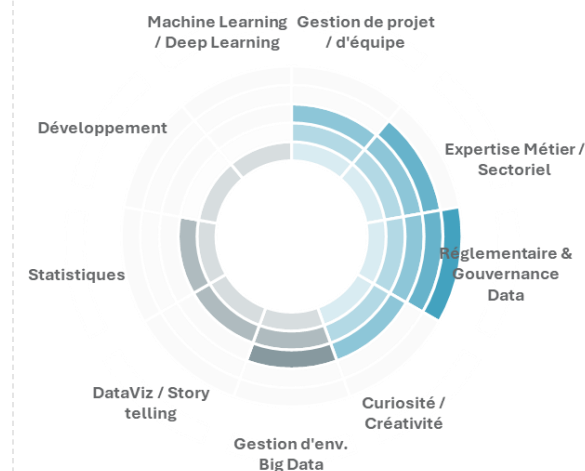 Machine Learning
/ Deep Learning
Gestion de projet
/ d'équipe
Développement
Expertise Métier /
Sectoriel
Statistiques
Réglementaire &
Gouvernance
Data
DataViz / Story
telling
Curiosité /
Créativité
Gestion d'env.
Big Data